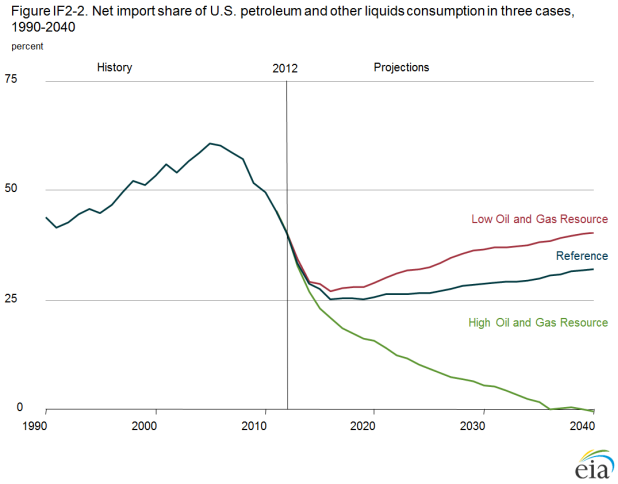 Figure IF2-2. Net import share of U.S. petroleum and other liquids consumption in three cases,
1990-2040
percent
History
2012
Projections
75
50
25
0
Low Oil and Gas Resource
Reference
High Oil and Gas Resource
1990
2000
2010
2020
2030
2040
eia